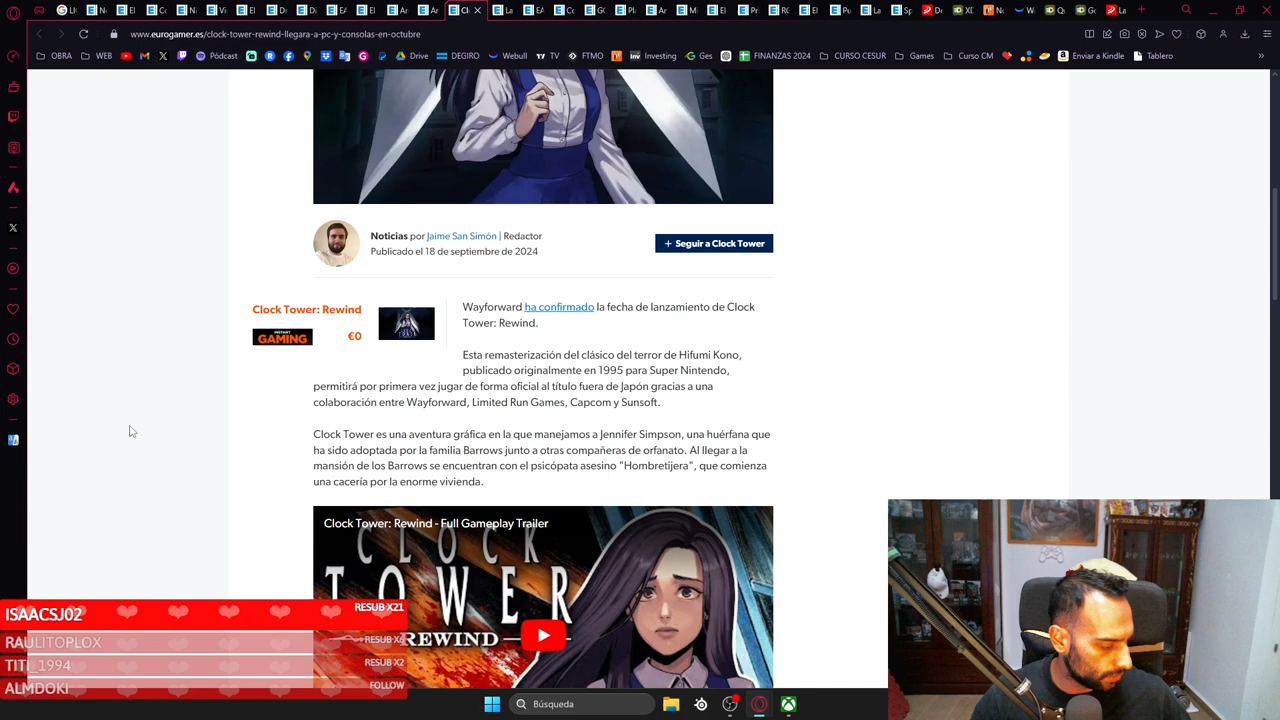 www.eurogamer.es/clock-tower-rewind-llegara-a-pc-y-consolas-en-octubre
OBRA WEB Pódcast Drive DEGIRO Webull TV FTMO Investing Ges FINANZAS 2024 CURSO CESUR Games Curso CM Enviar a Kindle Tablero
Noticias por Jaime San Simón | Redactor
Publicado el 18 de septiembre de 2024
+ Seguir a Clock Tower
Clock Tower: Rewind
INSTANT
GAMING
€0
Wayforward ha confirmado la fecha de lanzamiento de Clock
Tower: Rewind.
Esta remasterización del clásico del terror de Hifumi Kono,
publicado originalmente en 1995 para Super Nintendo,
permitirá por primera vez jugar de forma oficial al título fuera de Japón gracias a una
colaboración entre Wayforward, Limited Run Games, Capcom y Sunsoft.
Clock Tower es una aventura gráfica en la que manejamos a Jennifer Simpson, una huérfana que
ha sido adoptada por la familia Barrows junto a otras compañeras de orfanato. Al llegar a la
mansión de los Barrows se encuentran con el psicópata asesino "Hombretijera", que comienza
una cacería por la enorme vivienda.
Clock Tower: Rewind - Full Gameplay Trailer
CLOCK
TOWER
REWIND
ISAACSJ02 RESUB X21
RAULITOPLOX RESUB
TITI_1994 RESUB X2
ALMDOKI FOLLOW
Búsqueda